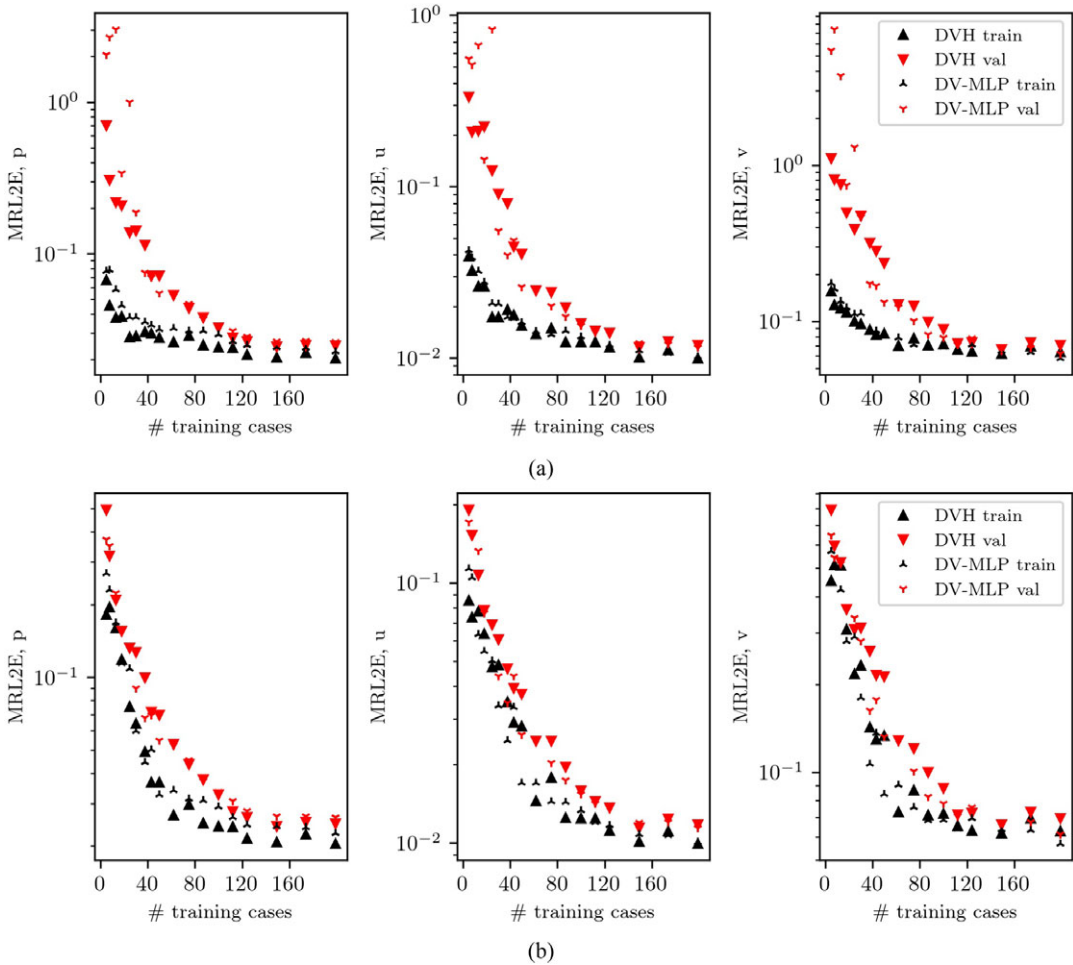 MRL2E, p
10^0
10^-1
0 40 80 120 160
# training cases
MRL2E, u
10^0
10^-1
10^-2
0 40 80 120 160
# training cases
MRL2E, v
10^0
10^-1
0 40 80 120 160
# training cases
DVH train
DVH val
DV-MLP train
DV-MLP val
(a)
MRL2E, p
10^-1
0 40 80 120 160
# training cases
MRL2E, u
10^-1
10^-2
0 40 80 120 160
# training cases
MRL2E, v
10^-1
0 40 80 120 160
# training cases
DVH train
DVH val
DV-MLP train
DV-MLP val
(b)